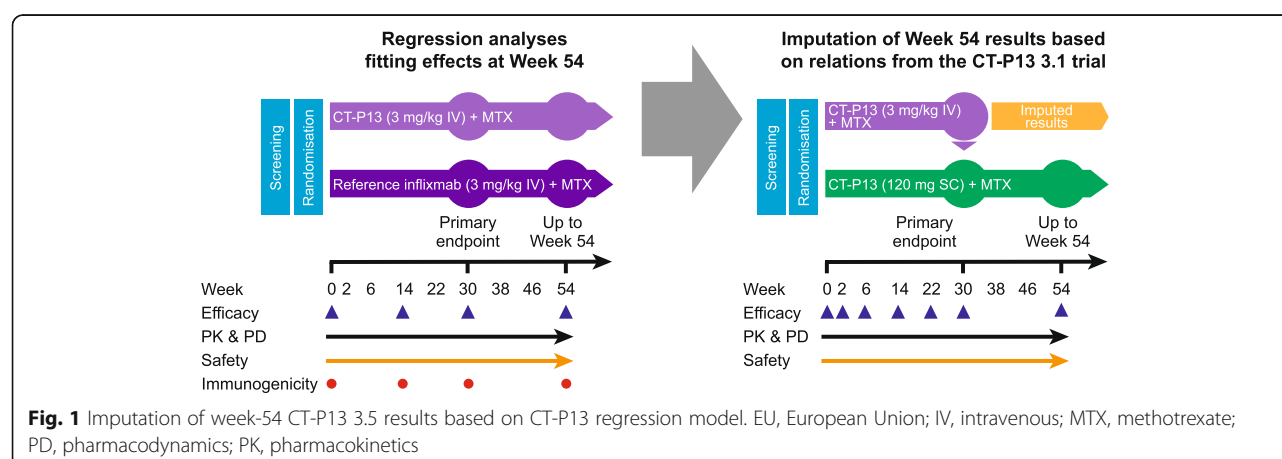 Regression analyses
fitting effects at Week 54
Imputation of Week 54 results based
on relations from the CT-P13 3.1 trial
Screening
Randomisation
CT-P13 (3 mg/kg IV) + MTX
Reference inflixmab (3 mg/kg IV) + MTX
Primary
endpoint
Up to
Week 54
Screening
Randomisation
CT-P13 (3 mg/kg IV)
+ MTX
Imputed
results
CT-P13 (120 mg SC) + MTX
Primary
endpoint
Up to
Week 54
Week 0 2 6 14 22 30 38 46 54
Efficacy
PK & PD
Safety
Immunogenicity
Week 0 2 6 14 22 30 38 46 54
Efficacy
PK & PD
Safety
Fig. 1 Imputation of week-54 CT-P13 3.5 results based on CT-P13 regression model. EU, European Union; IV, intravenous; MTX, methotrexate;
PD, pharmacodynamics; PK, pharmacokinetics